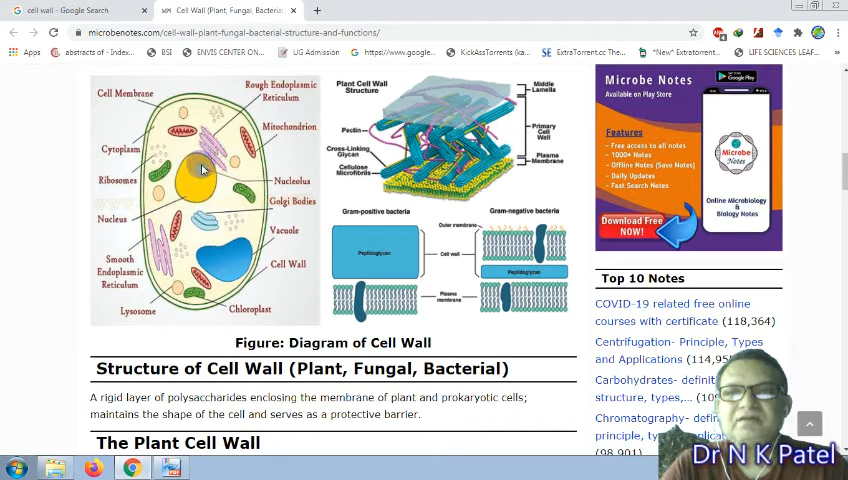 cell wall - Google Search
Cell Wall (Plant, Fungal, Bacteria
microbenotes.com/cell-wall-plant-fungal-bacterial-structure-and-functions/
Apps
abstracts of - Index...
BSI
ENVIS CENTER ON...
UG Admission
https://www.google...
KickAssTorrents (ka...
ExtraTorrent.cc The...
*New* Extratorrent...
LIFE SCIENCES LEAD
Cell Membrane
Rough Endoplasmic
Reticulum
Mitochondrion
Cytoplasm
Ribosomes
Nucleolus
Golgi Bodies
Nucleus
Vacuole
Smooth
Endoplasmic
Reticulum
Cell Wall
Lysosome
Chloroplast
Plant Cell Wall
Structure
Middle
Lamella
Pectin
Primary
Cell
Wall
Cross-Linking
Glycan
Plasma
Membrane
Cellulose
Microfibrils
Gram-positive bacteria
Gram-negative bacteria
Outer membrane
Peptidoglycan
Cell wall
Peptidoglycan
Plasma
membrane
Figure: Diagram of Cell Wall
Structure of Cell Wall (Plant, Fungal, Bacterial)
A rigid layer of polysaccharides enclosing the membrane of plant and prokaryotic cells;
maintains the shape of the cell and serves as a protective barrier.
The Plant Cell Wall
Microbe Notes
Available on Play Store
Google Play
Features
Free access to all notes
1000+ Notes
Offline Notes (Save Notes)
Daily Updates
Fast Search Notes
Download Free
NOW!
Microbe
Notes
Online Microbiology
& Biology Notes
Top 10 Notes
COVID-19 related free online
courses with certificate (118,364)
Centrifugation- Principle, Types
and Applications
Carbohydrates-
structure, types,...
Chromatography-
principle,
(98,901)
Dr N K Patel